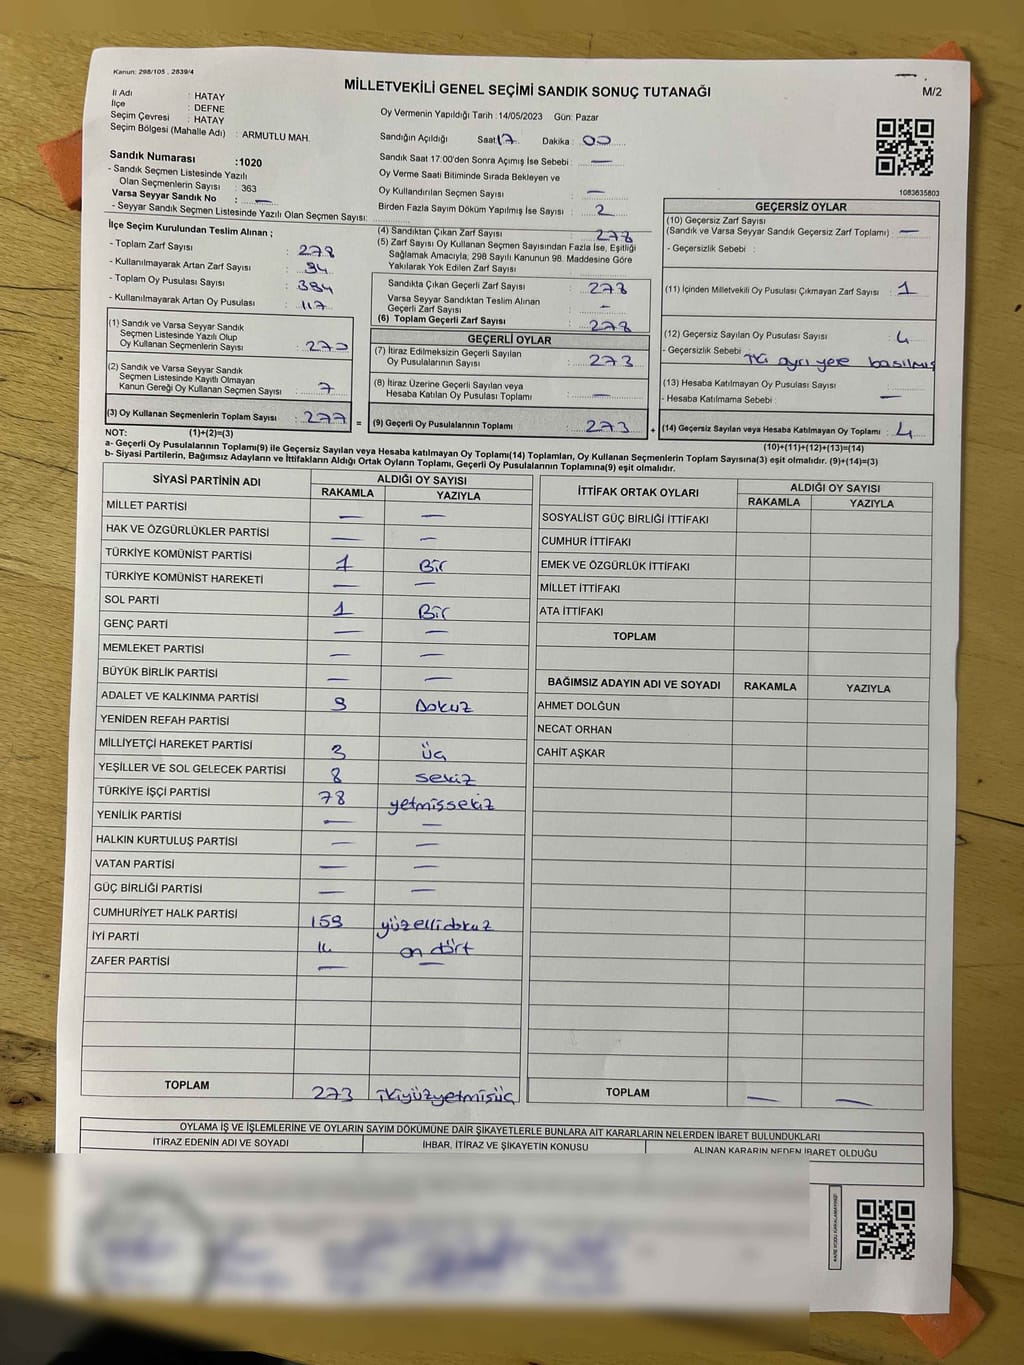 Kanun: 298/105 , 2839/4
MİLLETVEKİLİ GENEL SEÇİMİ SANDIK SONUÇ TUTANAĞI
M/2
İl Adı : HATAY
İlçe : DEFNE
Seçim Çevresi : HATAY
Seçim Bölgesi (Mahalle Adı) : ARMUTLU MAH.
Oy Vermenin Yapıldığı Tarih :14/05/2023 Gün: Pazar
Sandığın Açıldığı Saat 17 Dakika : 00
Sandık Saat 17:00'den Sonra Açımış İse Sebebi : —
Oy Verme Saati Bitiminde Sırada Bekleyen ve
Oy Kullandırılan Seçmen Sayısı : —
Birden Fazla Sayım Döküm Yapılmış İse Sayısı : 2
Sandık Numarası :1020
- Sandık Seçmen Listesinde Yazılı
Olan Seçmenlerin Sayısı : 363
Varsa Seyyar Sandık No : —
- Seyyar Sandık Seçmen Listesinde Yazılı Olan Seçmen Sayısı:
1083635803
İlçe Seçim Kurulundan Teslim Alınan ;
- Toplam Zarf Sayısı :
- Kullanılmayarak Artan Zarf Sayısı : 94
- Toplam Oy Pusulası Sayısı : 384
- Kullanılmayarak Artan Oy Pusulası : 117
(1) Sandık ve Varsa Seyyar Sandık
Seçmen Listesinde Yazılı Olup
Oy Kullanan Seçmenlerin Sayısı : 270
(2) Sandık ve Varsa Seyyar Sandık
Seçmen Listesinde Kayıtlı Olmayan
Kanun Gereği Oy Kullanan Seçmen Sayısı : 7
(3) Oy Kullanan Seçmenlerin Toplam Sayısı : 277 =
(4) Sandıktan Çıkan Zarf Sayısı : 278
(5) Zarf Sayısı Oy Kullanan Seçmen Sayısından Fazla İse, Eşitliği
Sağlamak Amacıyla, 298 Sayılı Kanunun 98. Maddesine Göre
Yakılarak Yok Edilen Zarf Sayısı :
Sandıkta Çıkan Geçerli Zarf Sayısı : 278
Varsa Seyyar Sandıktan Teslim Alınan
Geçerli Zarf Sayısı : —
(6) Toplam Geçerli Zarf Sayısı : 278
GEÇERLİ OYLAR
(7) İtiraz Edilmeksizin Geçerli Sayılan
Oy Pusulalarının Sayısı : 273
(8) İtiraz Üzerine Geçerli Sayılan veya
Hesaba Katılan Oy Pusulası Toplamı : —
(9) Geçerli Oy Pusulalarının Toplamı : 273 +
GEÇERSİZ OYLAR
(10) Geçersiz Zarf Sayısı
(Sandık ve Varsa Seyyar Sandık Geçersiz Zarf Toplamı) : —
- Geçersizlik Sebebi :
(11) İçinden Milletvekili Oy Pusulası Çıkmayan Zarf Sayısı : 1
(12) Geçersiz Sayılan Oy Pusulası Sayısı : 4
- Geçersizlik Sebebi : İki ayrı yere basılmış
(13) Hesaba Katılmayan Oy Pusulası Sayısı :
- Hesaba Katılmama Sebebi : —
(14) Geçersiz Sayılan veya Hesaba Katılmayan Oy Toplamı : 4
NOT: (1)+(2)=(3)
(10)+(11)+(12)+(13)=(14)
a- Geçerli Oy Pusulalarının Toplamı(9) ile Geçersiz Sayılan veya Hesaba katılmayan Oy Toplamı(14) Toplamları, Oy Kullanan Seçmenlerin Toplam Sayısına(3) eşit olmalıdır. (9)+(14)=(3)
b- Siyasi Partilerin, Bağımsız Adayların ve İttifakların Aldığı Ortak Oyların Toplamı, Geçerli Oy Pusulalarının Toplamına(9) eşit olmalıdır.
SİYASİ PARTİNİN ADI ALDIĞI OY SAYISI
RAKAMLA YAZIYLA
MİLLET PARTİSİ — —
HAK VE ÖZGÜRLÜKLER PARTİSİ — —
TÜRKİYE KOMÜNİST PARTİSİ 1 Bir
TÜRKİYE KOMÜNİST HAREKETİ — —
SOL PARTİ 1 Bir
GENÇ PARTİ — —
MEMLEKET PARTİSİ — —
BÜYÜK BİRLİK PARTİSİ — —
ADALET VE KALKINMA PARTİSİ 9 Dokuz
YENİDEN REFAH PARTİSİ
MİLLİYETÇİ HAREKET PARTİSİ 3 üç
YEŞİLLER VE SOL GELECEK PARTİSİ 8 sekiz
TÜRKİYE İŞÇİ PARTİSİ 78 yetmişsekiz
YENİLİK PARTİSİ — —
HALKIN KURTULUŞ PARTİSİ — —
VATAN PARTİSİ — —
GÜÇ BİRLİĞİ PARTİSİ — —
CUMHURİYET HALK PARTİSİ 159 yüzellidokuz
İYİ PARTİ 14 on dört
ZAFER PARTİSİ — —
TOPLAM 273 ikiyüzyetmişüç
İTTİFAK ORTAK OYLARI ALDIĞI OY SAYISI
RAKAMLA YAZIYLA
SOSYALİST GÜÇ BİRLİĞİ İTTİFAKI
CUMHUR İTTİFAKI
EMEK VE ÖZGÜRLÜK İTTİFAKI
MİLLET İTTİFAKI
ATA İTTİFAKI
TOPLAM
BAĞIMSIZ ADAYIN ADI VE SOYADI RAKAMLA YAZIYLA
AHMET DOLĞUN
NECAT ORHAN
CAHİT AŞKAR
TOPLAM — —
OYLAMA İŞ VE İŞLEMLERİNE VE OYLARIN SAYIM DÖKÜMÜNE DAİR ŞİKAYETLERLE BUNLARA AİT KARARLARIN NELERDEN İBARET BULUNDUKLARI
İTİRAZ EDENİN ADI VE SOYADI İHBAR, İTİRAZ VE ŞİKAYETİN KONUSU ALINAN KARARIN NEDEN İBARET OLDUĞU
KARE KODU KARALAMAYINIZ!